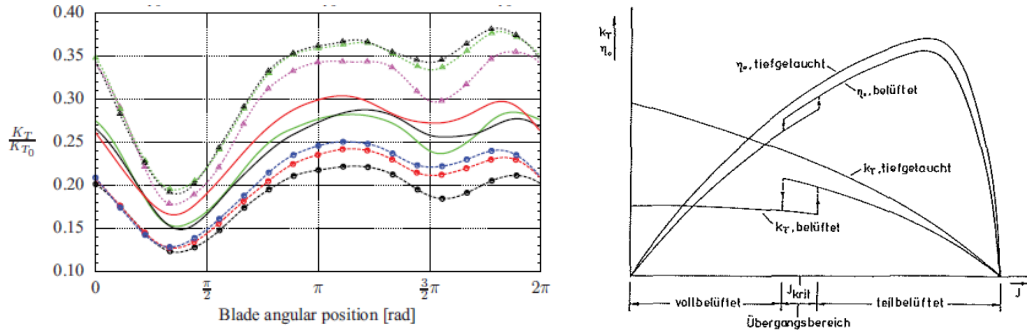 0.40
0.35
0.30
0.25
0.20
0.15
0.10
K_T
K_{T_0}
0
π/2
π
3/2π
2π
Blade angular position [rad]
k_T
η_o
η_o, tiefgetaucht
η_o, belüftet
k_T, tiefgetaucht
k_T, belüftet
J
J_krit
vollbelüftet
teilbelüftet
Übergangsbereich